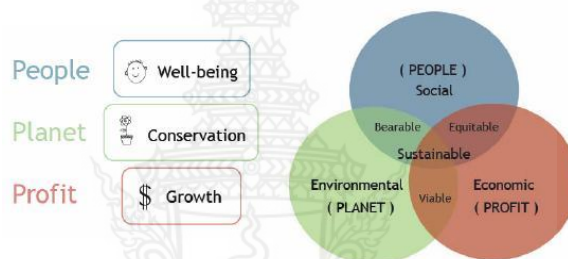 People
Well-being
Planet
Conservation
Profit
$ Growth
( PEOPLE )
Social
Bearable
Equitable
Sustainable
Environmental
( PLANET )
Viable
Economic
( PROFIT )